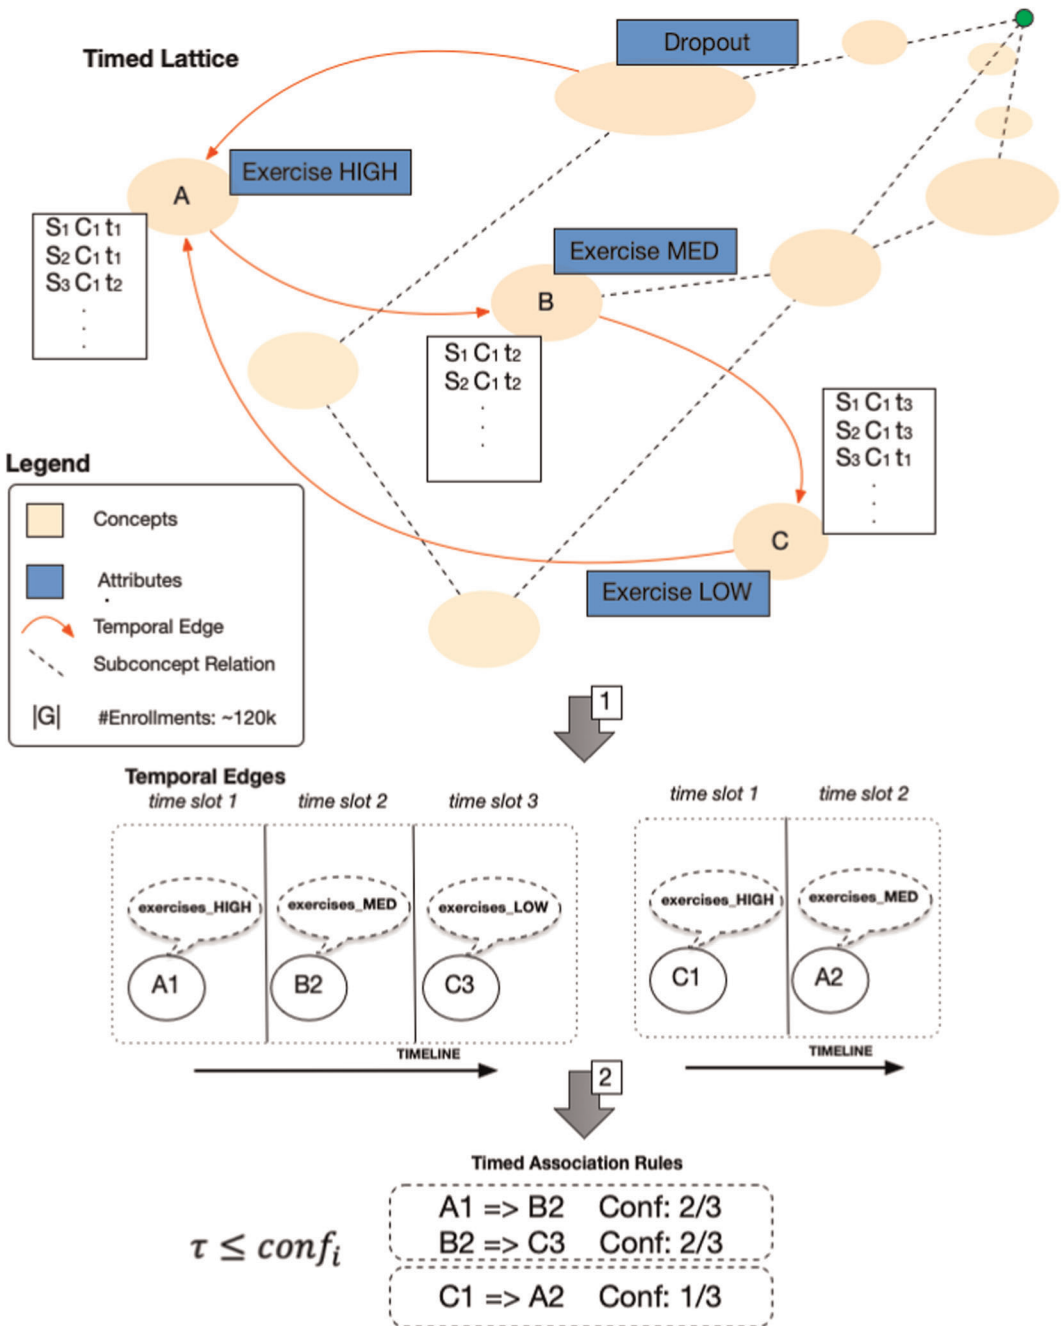 Timed Lattice
Dropout
Exercise HIGH
A
S1 C1 t1
S2 C1 t1
S3 C1 t2
Exercise MED
B
S1 C1 t2
S2 C1 t2
S1 C1 t3
S2 C1 t3
S3 C1 t1
C
Exercise LOW
Legend
Concepts
Attributes
Temporal Edge
Subconcept Relation
|G| #Enrollments: ~120k
1
Temporal Edges
time slot 1 time slot 2 time slot 3
exercises_HIGH exercises_MED exercises_LOW
A1 B2 C3
TIMELINE
time slot 1 time slot 2
exercises_HIGH exercises_MED
C1 A2
TIMELINE
2
Timed Association Rules
τ ≤ confi
A1 => B2 Conf: 2/3
B2 => C3 Conf: 2/3
C1 => A2 Conf: 1/3